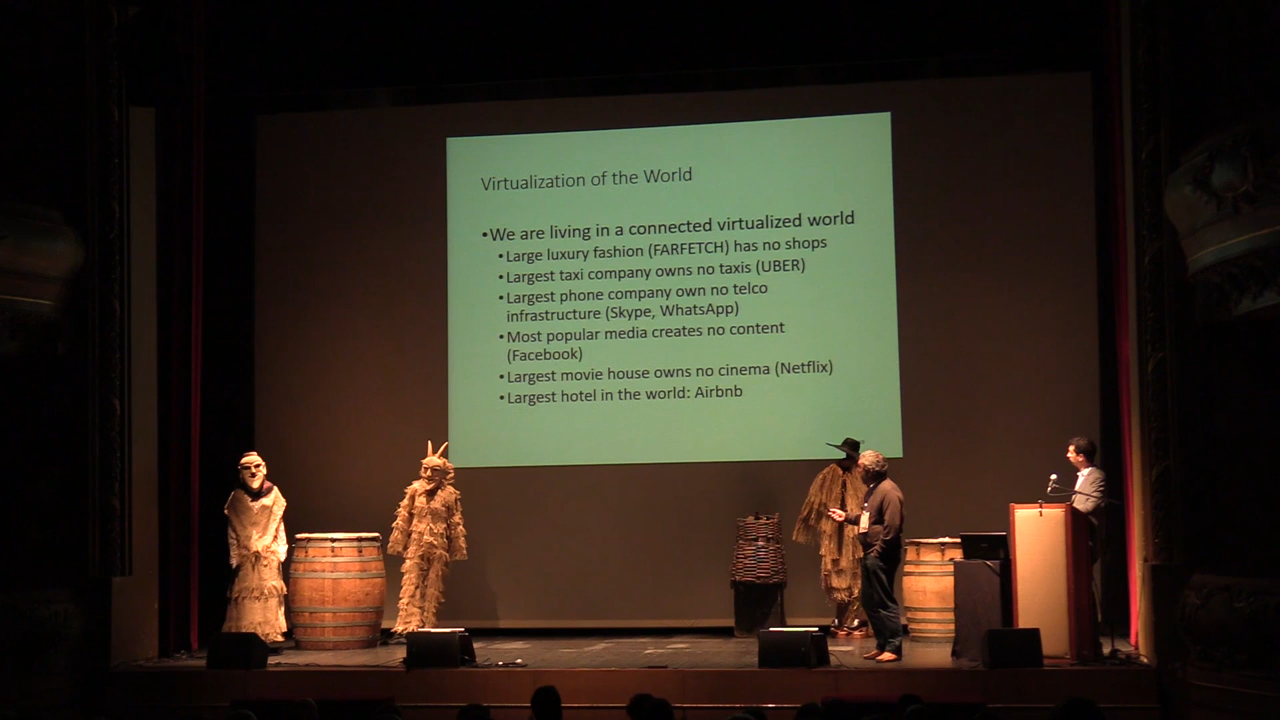 Virtualization of the World
•We are living in a connected virtualized world
•Large luxury fashion (FARFETCH) has no shops
•Largest taxi company owns no taxis (UBER)
•Largest phone company own no telco
infrastructure (Skype, WhatsApp)
•Most popular media creates no content
(Facebook)
•Largest movie house owns no cinema (Netflix)
•Largest hotel in the world: Airbnb